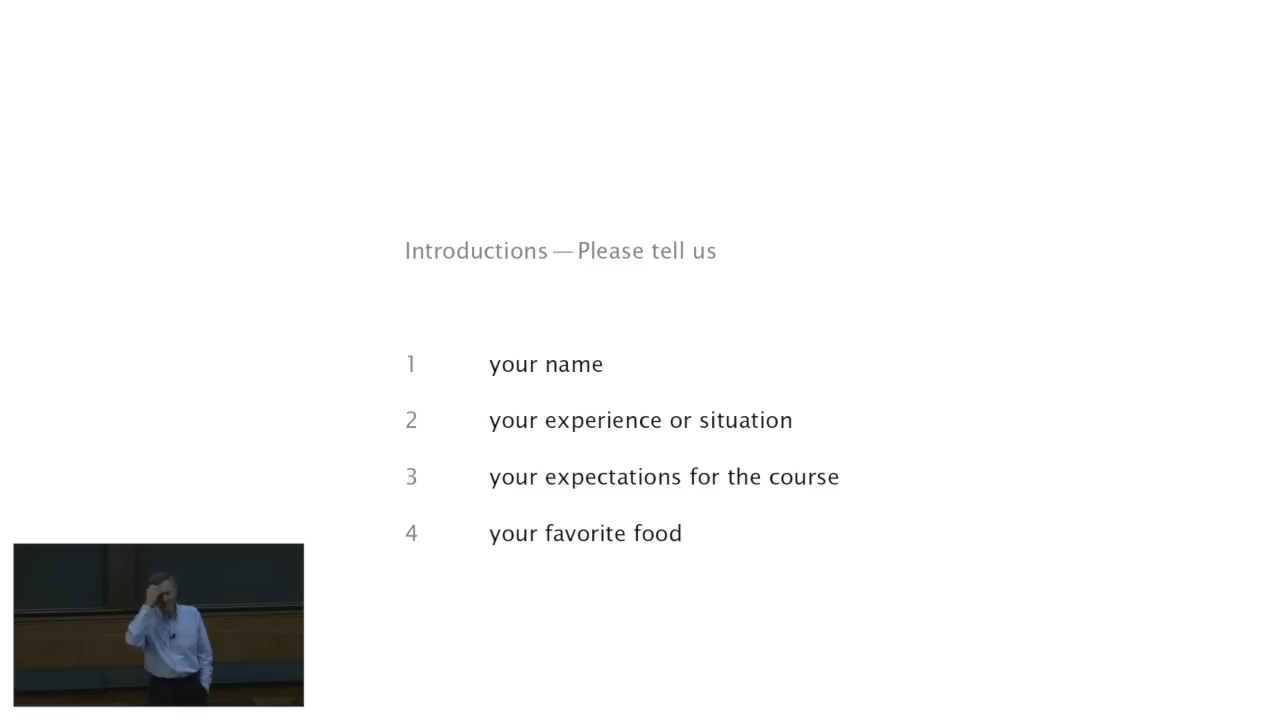 Introductions — Please tell us
1 your name
2 your experience or situation
3 your expectations for the course
4 your favorite food